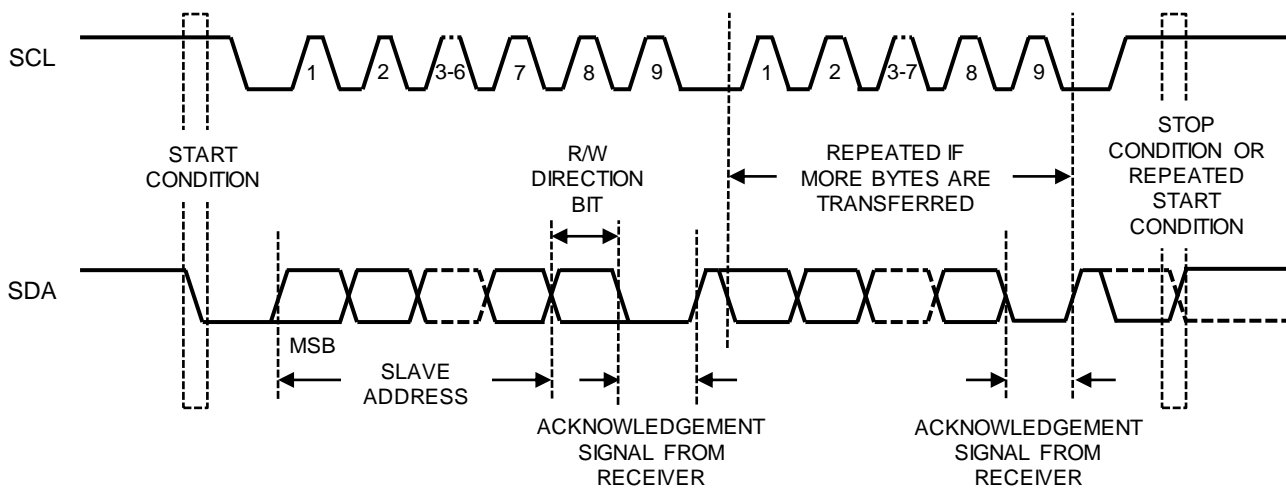 SCL
1
2
3-6
7
8
9
1
2
3-7
8
9
START
CONDITION
R/W
DIRECTION
BIT
REPEATED IF
MORE BYTES ARE
TRANSFERRED
STOP
CONDITION OR
REPEATED
START
CONDITION
SDA
MSB
SLAVE
ADDRESS
ACKNOWLEDGEMENT
SIGNAL FROM
RECEIVER
ACKNOWLEDGEMENT
SIGNAL FROM
RECEIVER